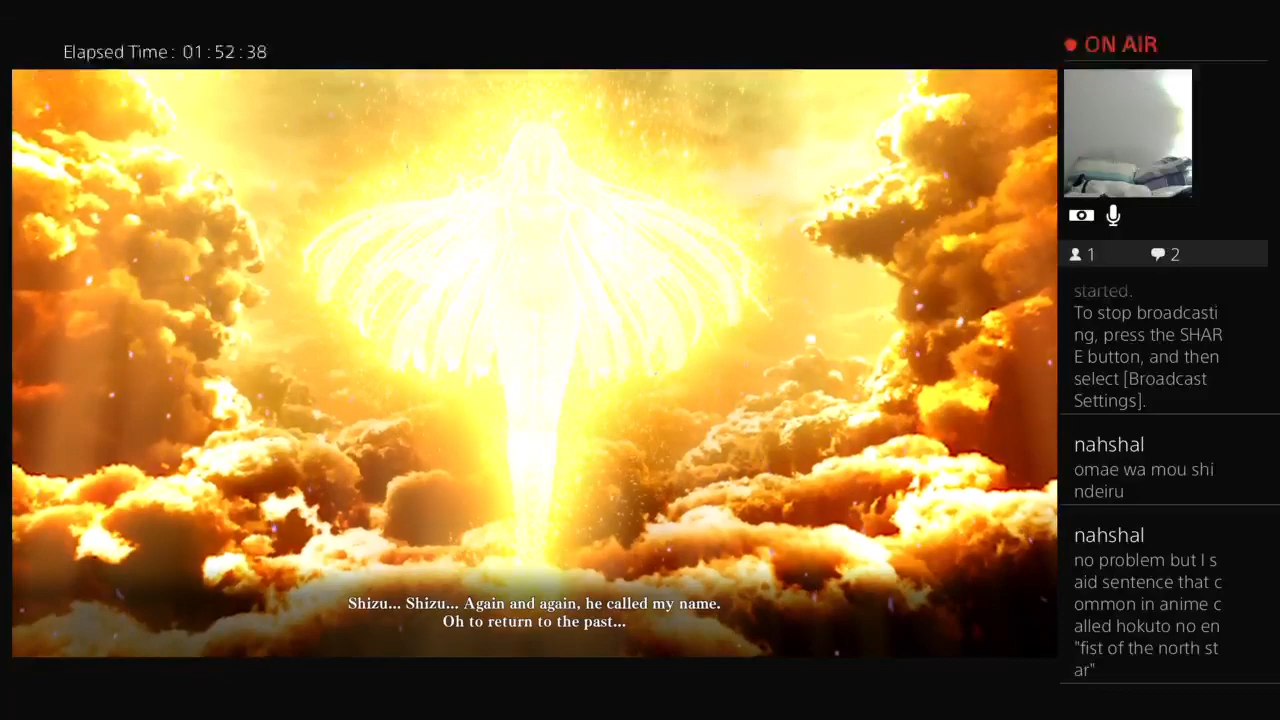 Elapsed Time: 01:52:38
ON AIR
1
2
started.
To stop broadcasti
ng, press the SHAR
E button, and then
select [Broadcast
Settings].
nahshal
omae wa mou shi
ndeiru
nahshal
no problem but I s
aid sentence that c
ommon in anime c
alled hokuto no en
"fist of the north st
ar"
Shizu... Shizu... Again and again, he called my name.
Oh to return to the past...